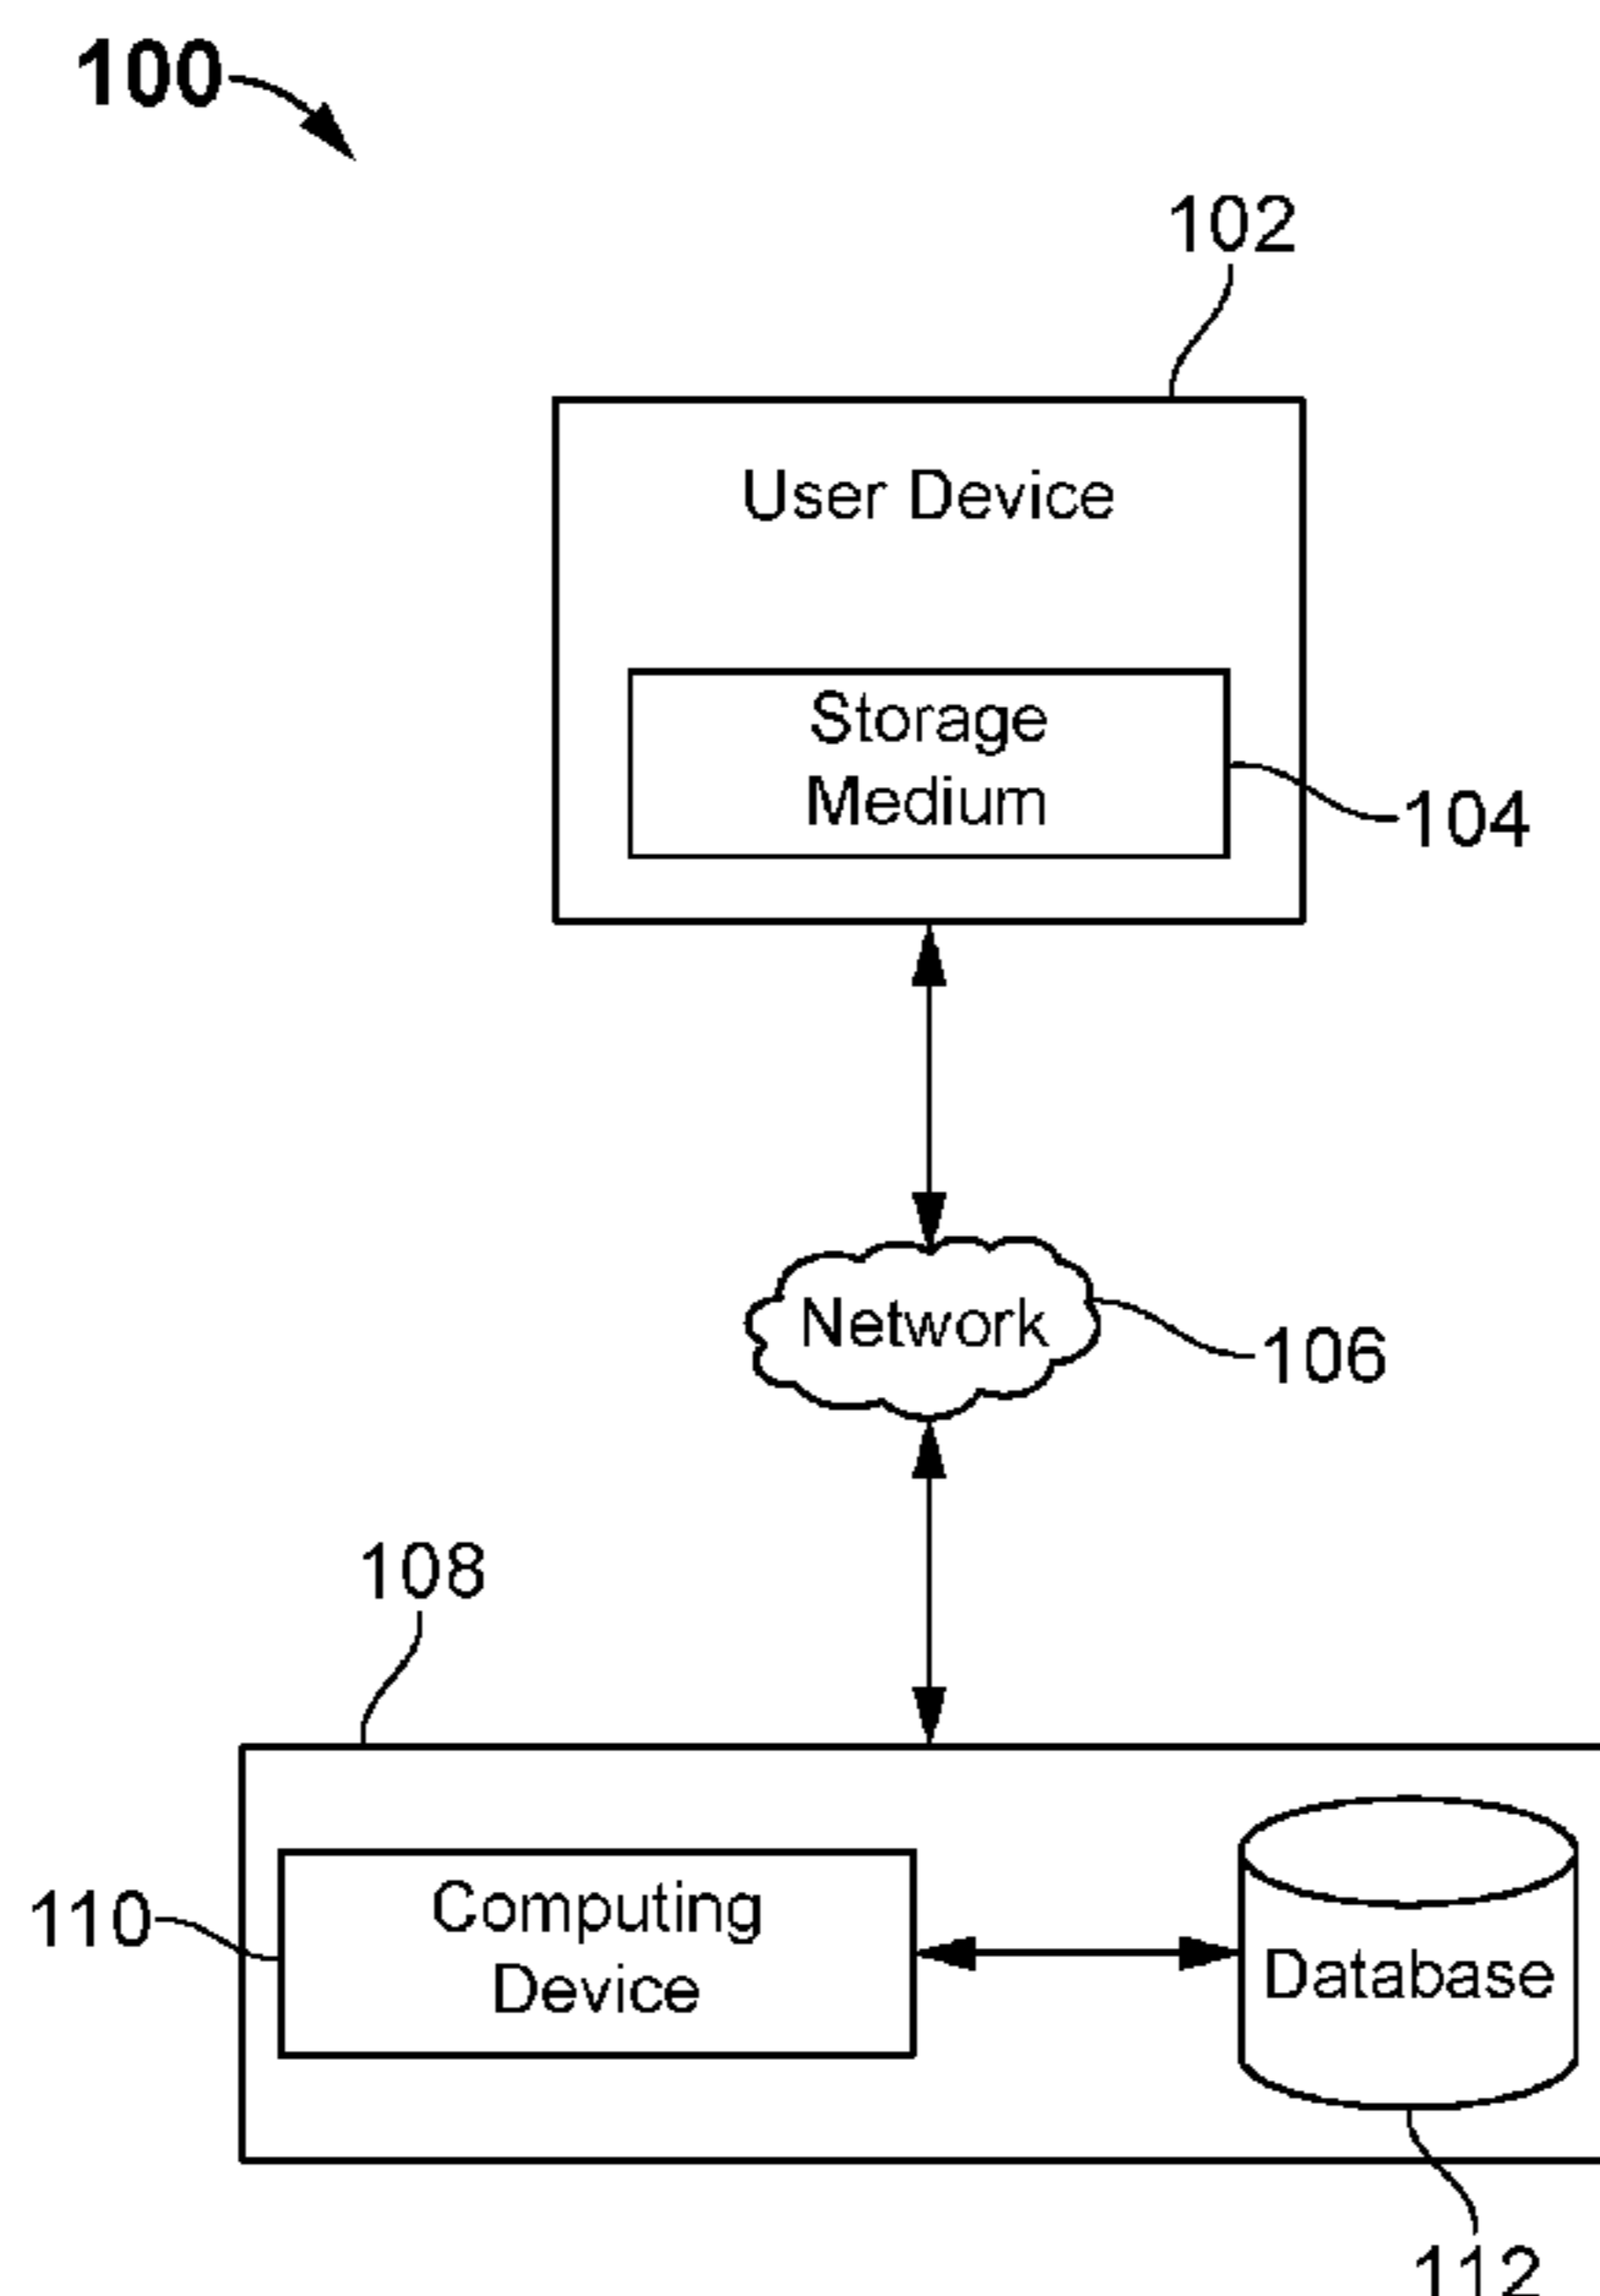 100
102
User Device
Storage
Medium
104
Network
106
108
110
Computing
Device
Database
112